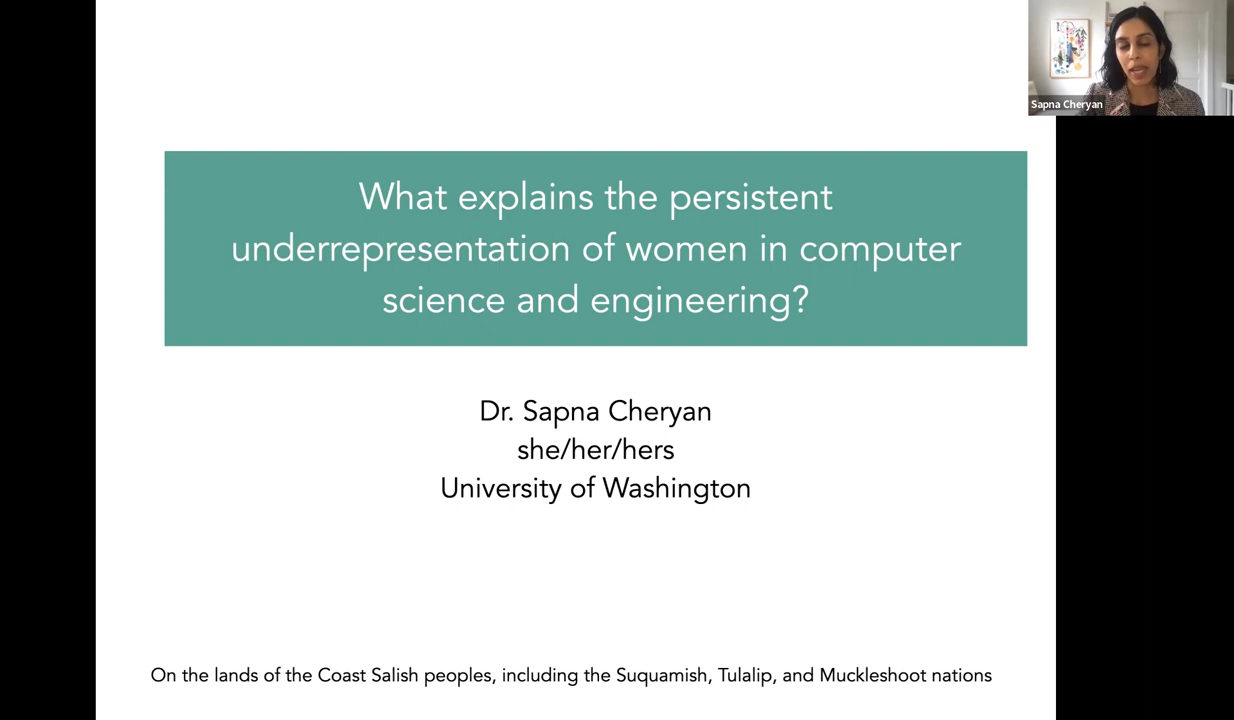 What explains the persistent
underrepresentation of women in computer
science and engineering?
Dr. Sapna Cheryan
she/her/hers
University of Washington
On the lands of the Coast Salish peoples, including the Suquamish, Tulalip, and Muckleshoot nations
Sapna Cheryan